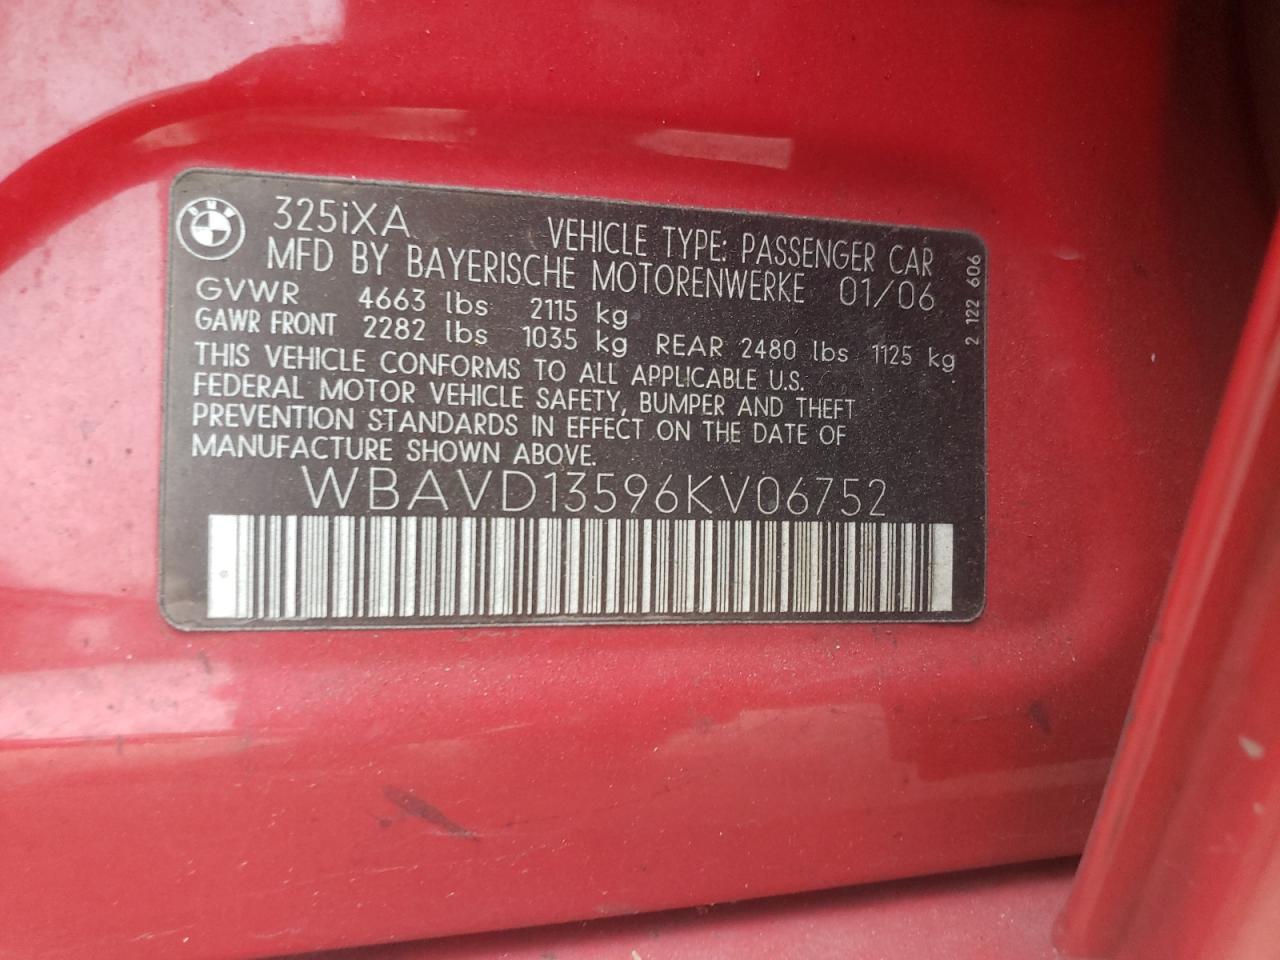 BMW
325iXA VEHICLE TYPE: PASSENGER CAR
MFD BY BAYERISCHE MOTORENWERKE 01/06
GVWR 4663 lbs 2115 kg
GAWR FRONT 2282 lbs 1035 kg REAR 2480 lbs 1125 kg
THIS VEHICLE CONFORMS TO ALL APPLICABLE U.S.
FEDERAL MOTOR VEHICLE SAFETY, BUMPER AND THEFT
PREVENTION STANDARDS IN EFFECT ON THE DATE OF
MANUFACTURE SHOWN ABOVE.
WBAVD13596KV06752
2 122 606